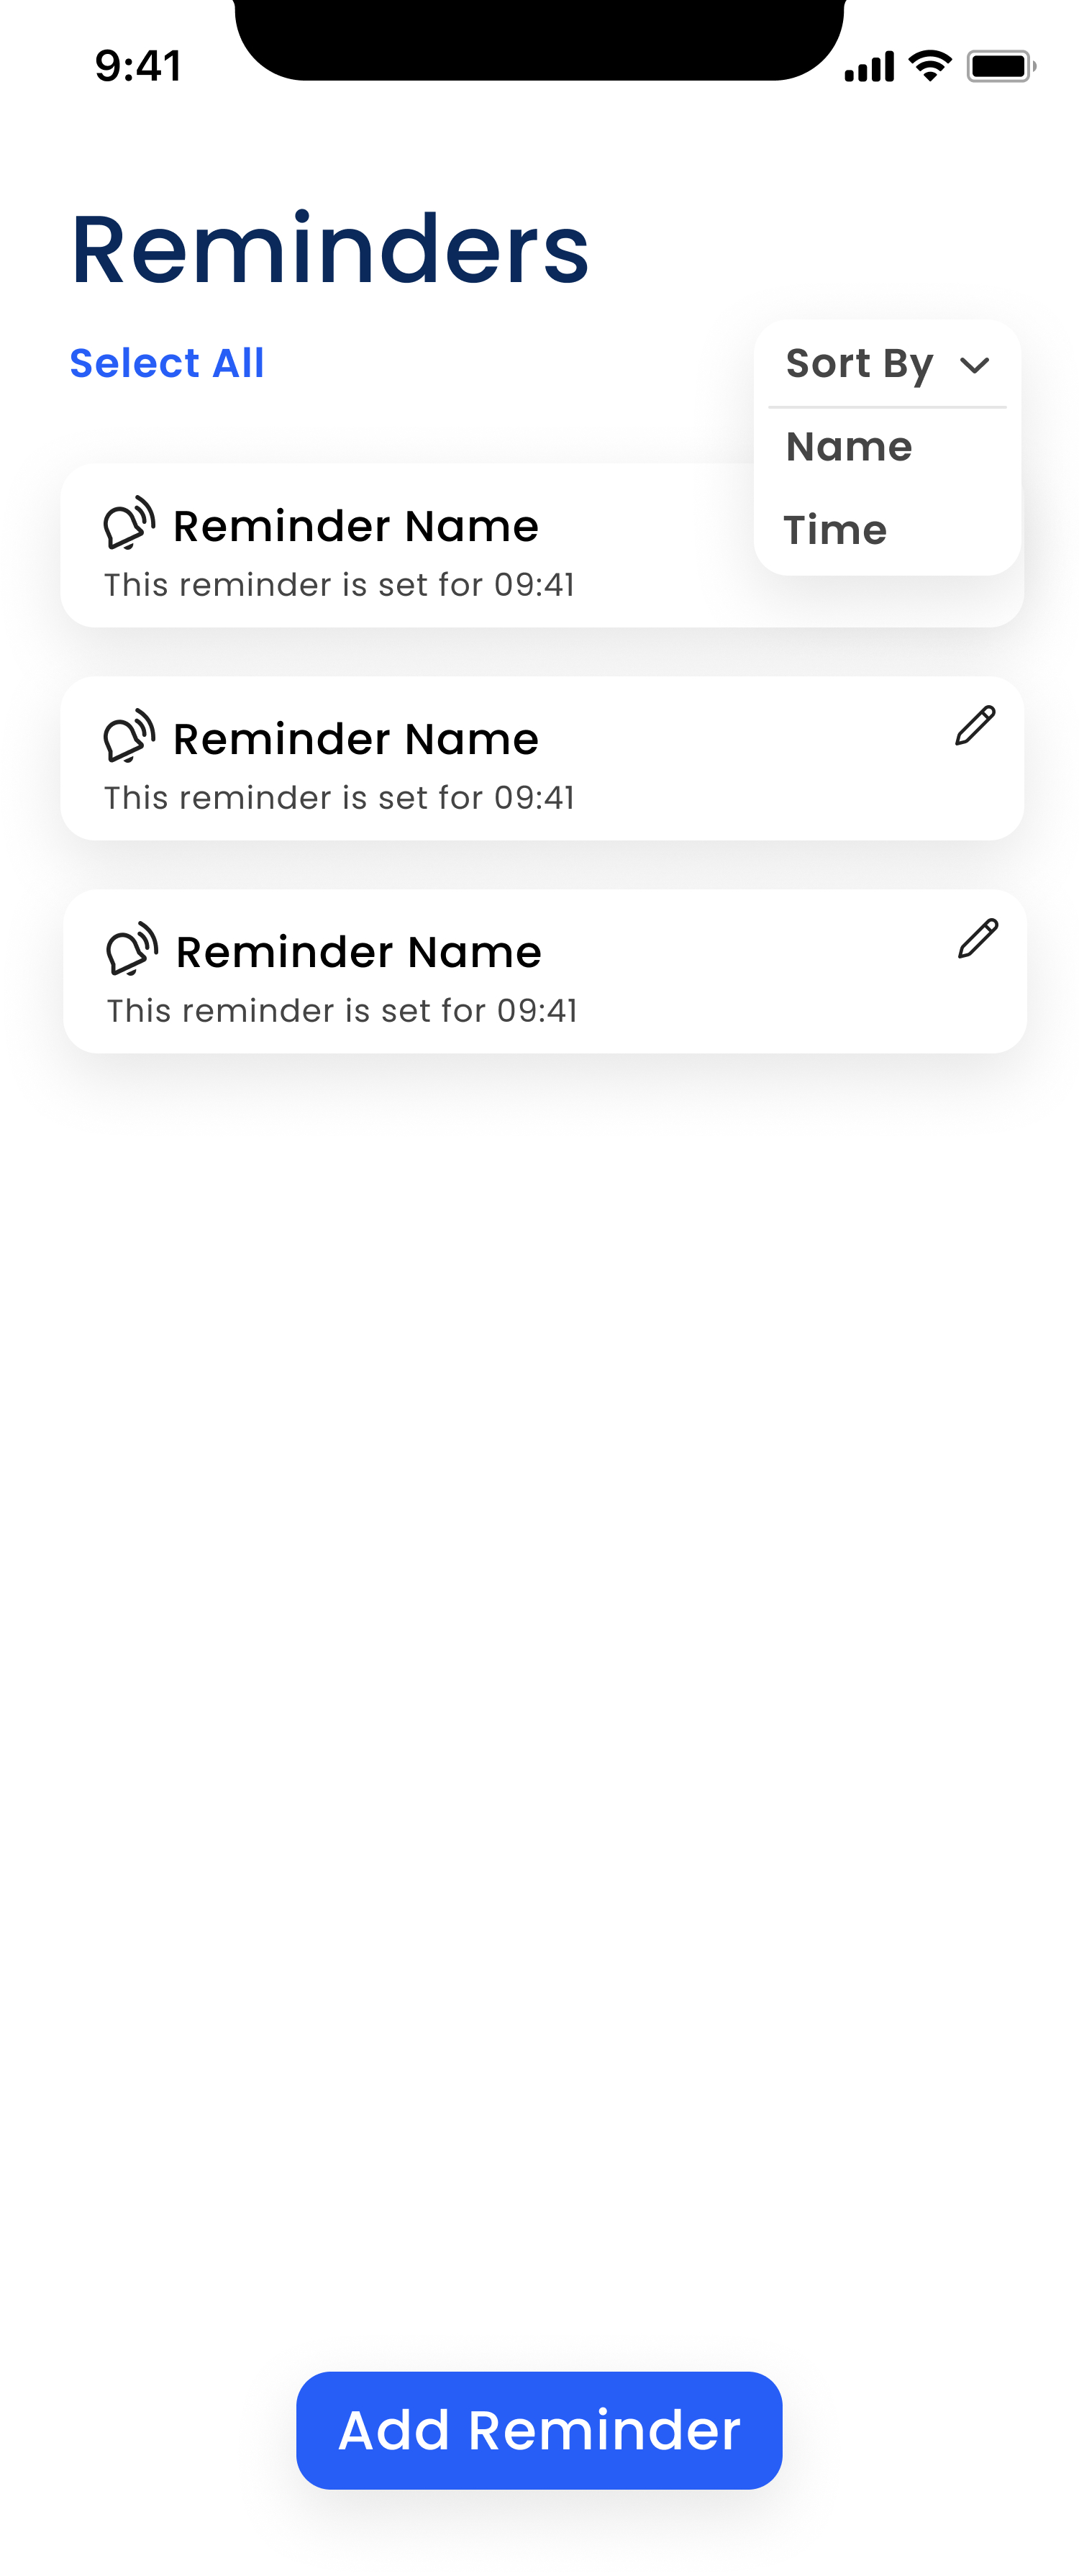 9:41
Reminders
Select All
Sort By
Name
Time
Reminder Name
This reminder is set for 09:41
Reminder Name
This reminder is set for 09:41
Reminder Name
This reminder is set for 09:41
Add Reminder